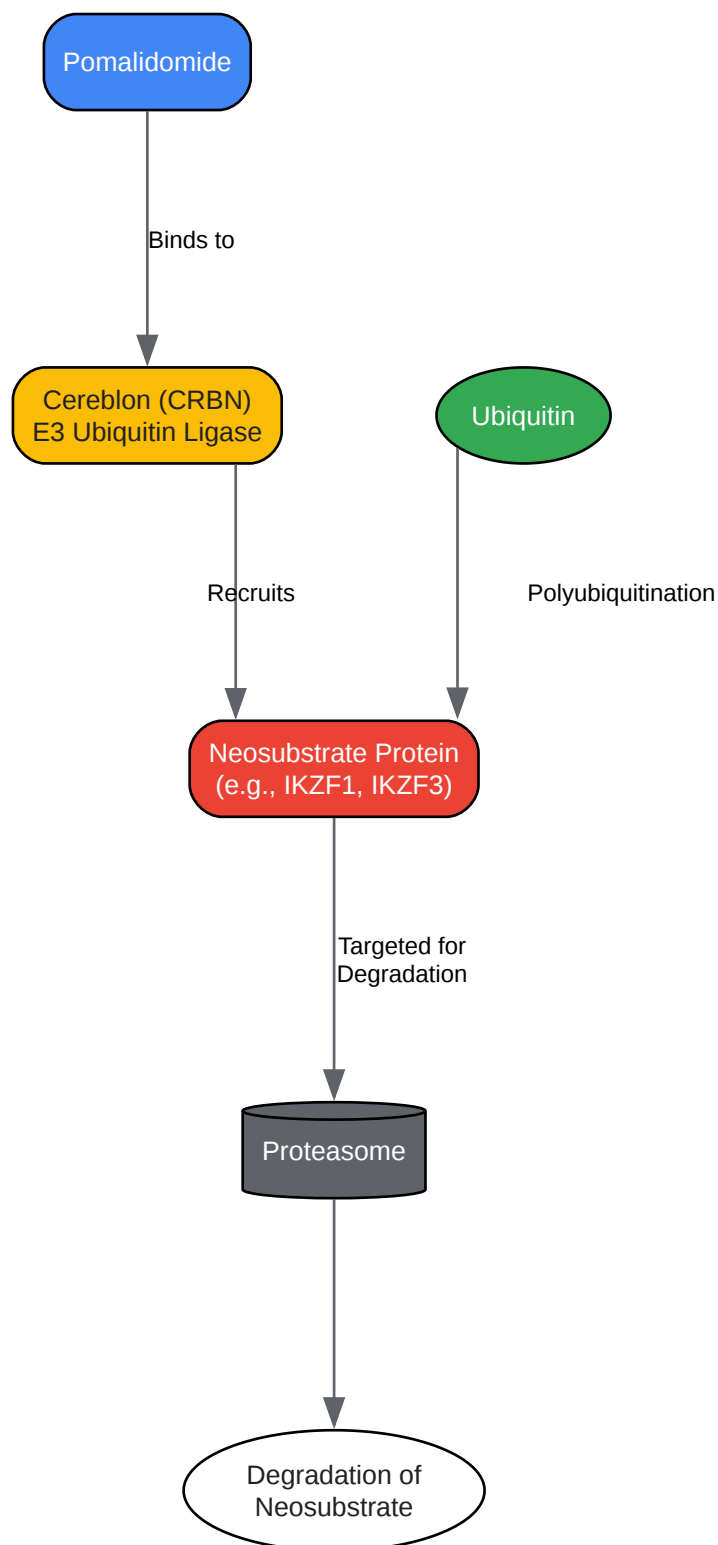 Pomalidomide
Binds to
Cereblon (CRBN)
E3 Ubiquitin Ligase
Ubiquitin
Recruits
Polyubiquitination
Neosubstrate Protein
(e.g., IKZF1, IKZF3)
Targeted for
Degradation
Proteasome
Degradation of
Neosubstrate